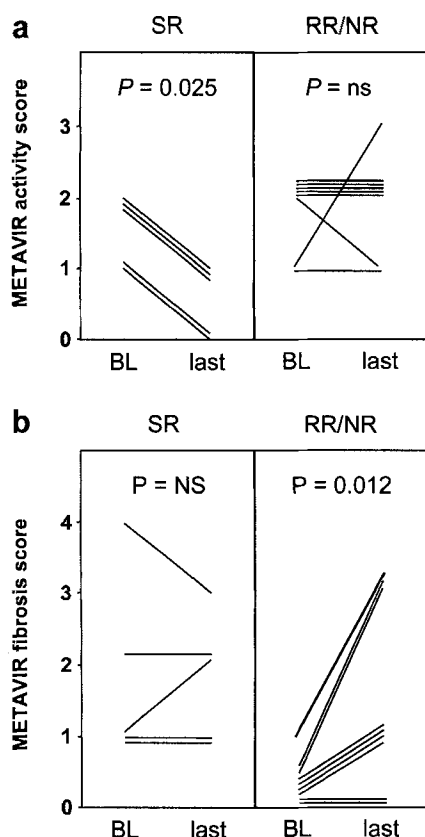 a
SR RR/NR
P = 0.025 P = ns
METAVIR activity score
3
2
1
0
BL last BL last
b
SR RR/NR
P = NS P = 0.012
METAVIR fibrosis score
4
3
2
1
0
BL last BL last